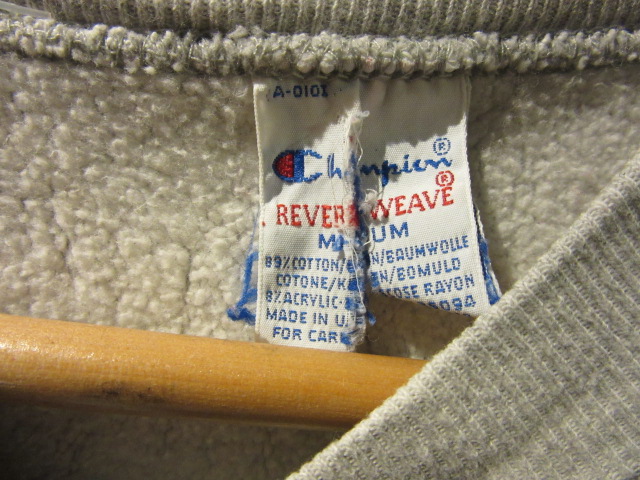 A-0101
Champion®
REVER WEAVE®
M UM
89% COTTON/ N/BAUMWOLLE
COTONE/K EN/BOMULD
8% ACRYLIC- OSE RAYON
MADE IN U. 094
FOR CAR